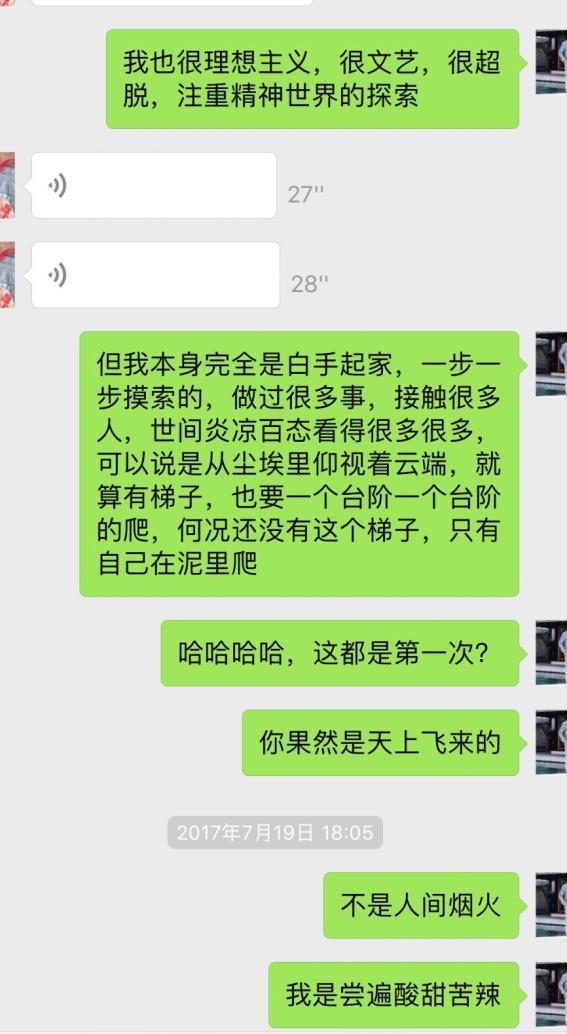 我也很理想主义，很文艺，很超
脱，注重精神世界的探索
27''
28''
但我本身完全是白手起家，一步一
步摸索的，做过很多事，接触很多
人，世间炎凉百态看得很多很多，
可以说是从尘埃里仰视着云端，就
算有梯子，也要一个台阶一个台阶
的爬，何况还没有这个梯子，只有
自己在泥里爬
哈哈哈哈，这都是第一次？
你果然是天上飞来的
2017年7月19日 18:05
不是人间烟火
我是尝遍酸甜苦辣